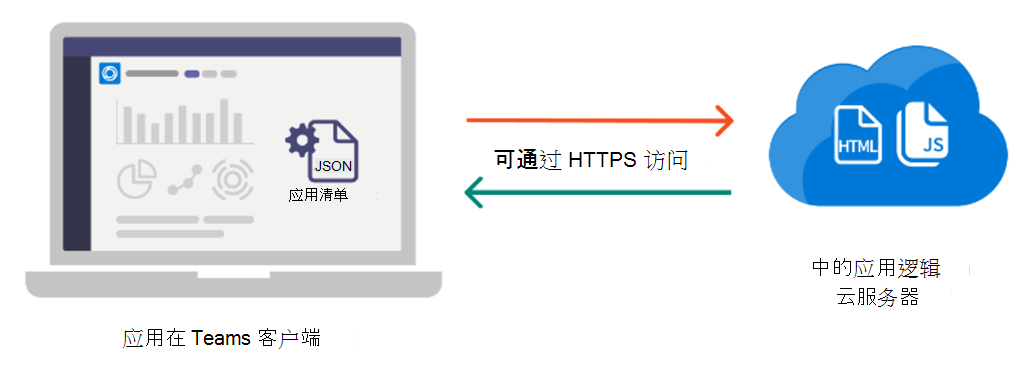 JSON
应用清单
可通过 HTTPS 访问
HTML
JS
中的应用逻辑
云服务器
应用在 Teams 客户端